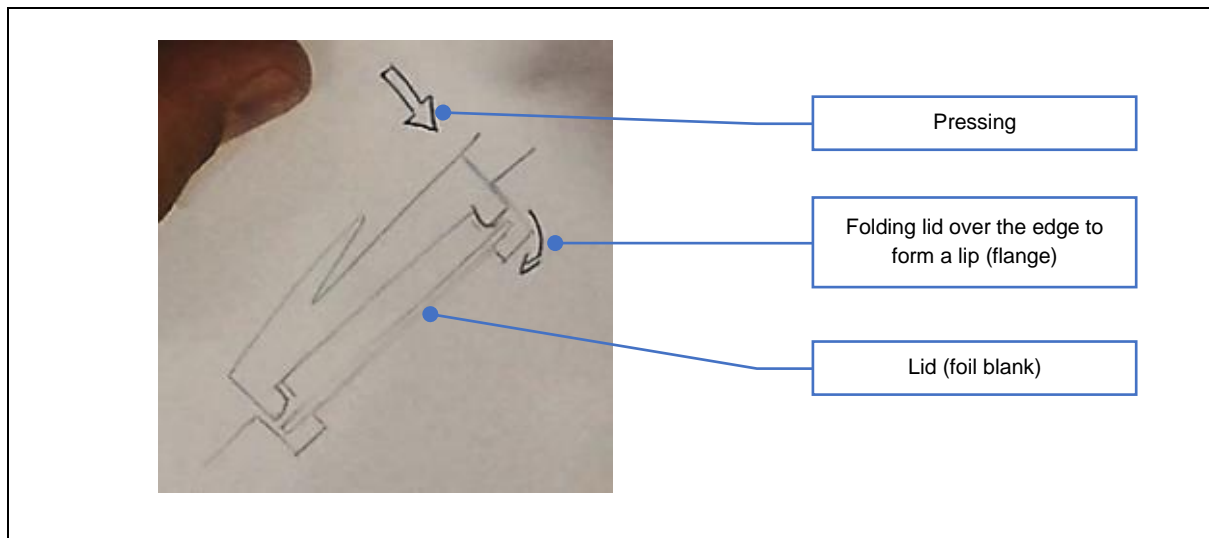 Pressing
Folding lid over the edge to
form a lip (flange)
Lid (foil blank)